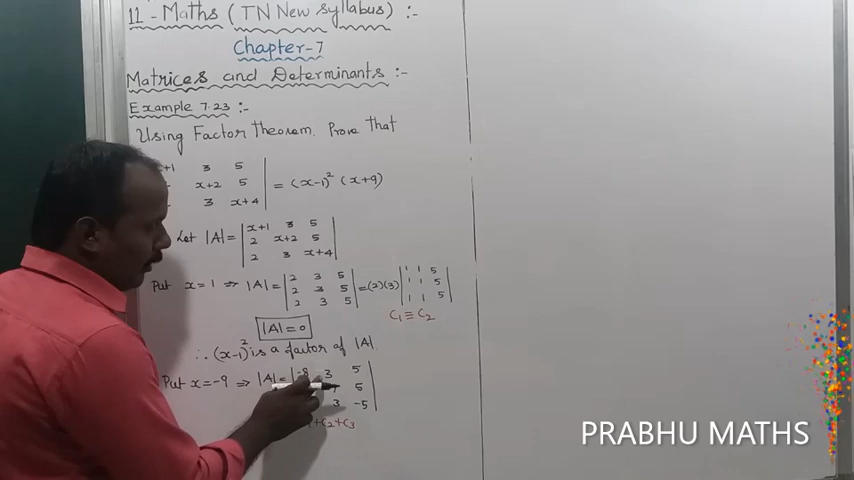 11 - Maths (TN New syllabus) :-
Chapter-7
Matrices and Determinants :-
Example 7.23 :-
Using Factor theorem. Prove that
+1 3 5
x+2 5 = (x-1)² (x+9)
3 x+4
Let |A| = | x+1 3 5 |
2 x+2 5
2 3 x+4
Put x=1 ⇒ |A| = | 2 3 5 | = (2)(3) | 1 1 5 |
2 3 5 1 1 5
2 3 5 1 1 5
C₁ ≡ C₂
|A| = 0
∴ (x-1)² is a factor of |A|.
Put x=-9 ⇒ |A| = | -8 3 5 |
5
3 -5
+C₂+C₃
PRABHU MATHS